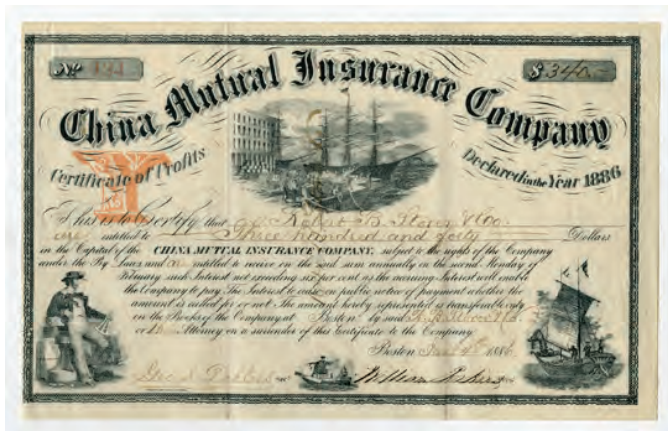 No
$ 340
China Mutual Insurance Company
Certificate of Profits
Declared in the Year 1886
This is to Certify that Robert B. & Co.
are entitled to Three hundred and forty Dollars
in the Capital of the CHINA MUTUAL INSURANCE COMPANY, subject to the rights of the Company
under the By Laws and are entitled to receive on the said sum annually on the second Monday of
February such Interest not exceeding six per cent as the accruing Interest will enable
the Company to pay. The Interest to cease on public notice of payment whether the
amount is called for or not. The amount hereby represented is transferable only
on the Books of the Company at Boston by said
or Attorney on a surrender of this Certificate to the Company
Boston 1886
William